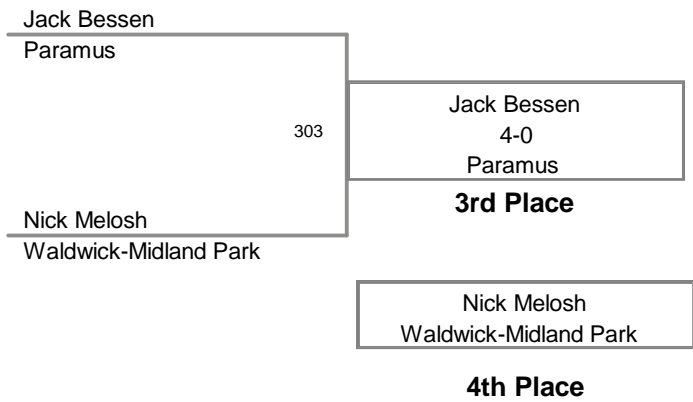 Jack Bessen
Paramus
303
Jack Bessen
4-0
Paramus
3rd Place
Nick Melosh
Waldwick-Midland Park
Nick Melosh
Waldwick-Midland Park
4th Place